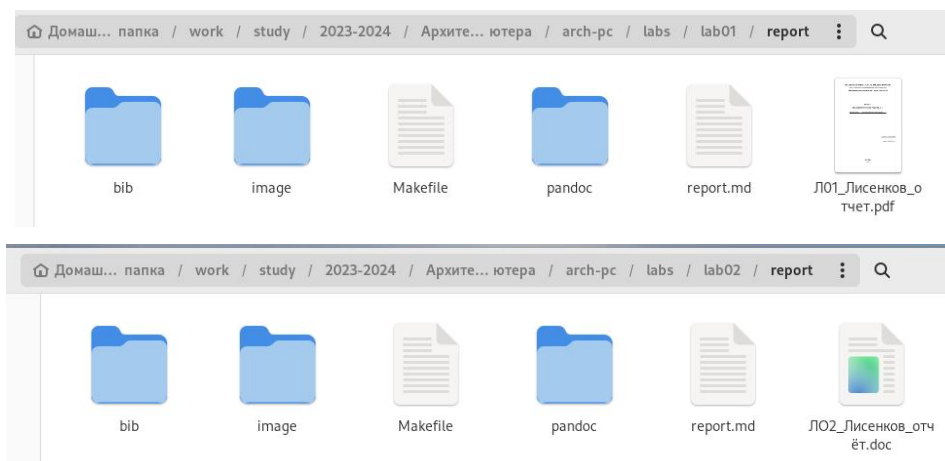 Домаш... папка / work / study / 2023-2024 / Архите... ютера / arch-pc / labs / lab01 / report
bib
image
Makefile
pandoc
report.md
Л01_Лисенков_о
тчет.pdf
Домаш... папка / work / study / 2023-2024 / Архите... ютера / arch-pc / labs / lab02 / report
bib
image
Makefile
pandoc
report.md
ЛО2_Лисенков_отч
ёт.doc